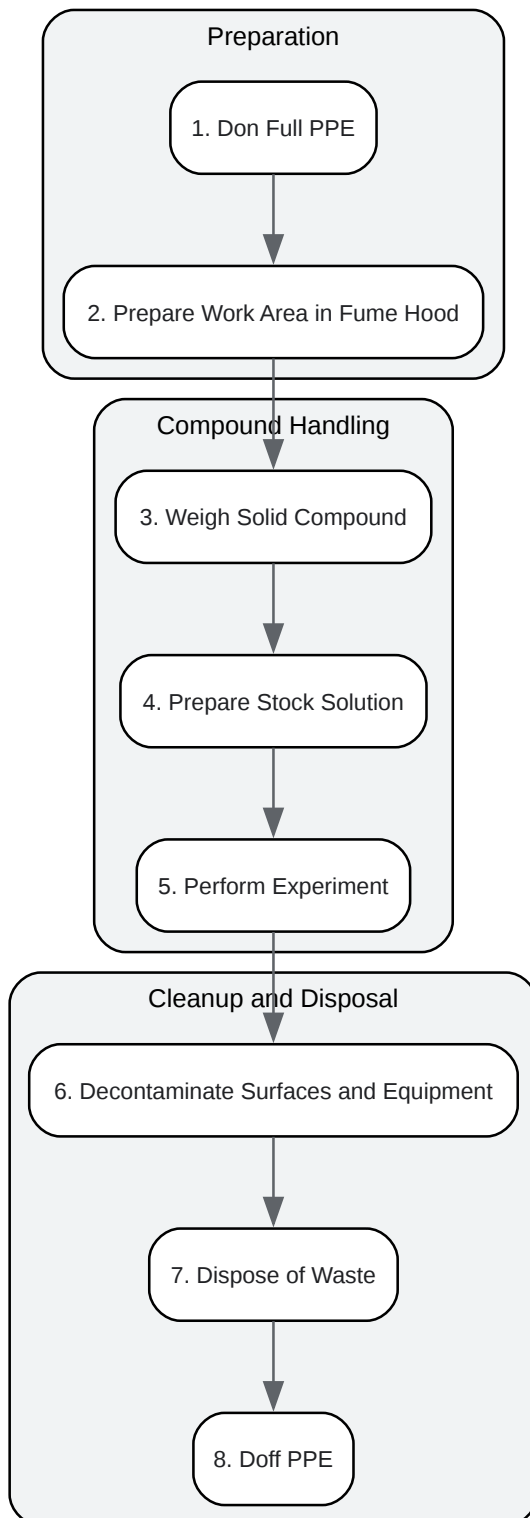 Preparation
1. Don Full PPE
2. Prepare Work Area in Fume Hood
Compound Handling
3. Weigh Solid Compound
4. Prepare Stock Solution
5. Perform Experiment
Cleanup and Disposal
6. Decontaminate Surfaces and Equipment
7. Dispose of Waste
8. Doff PPE